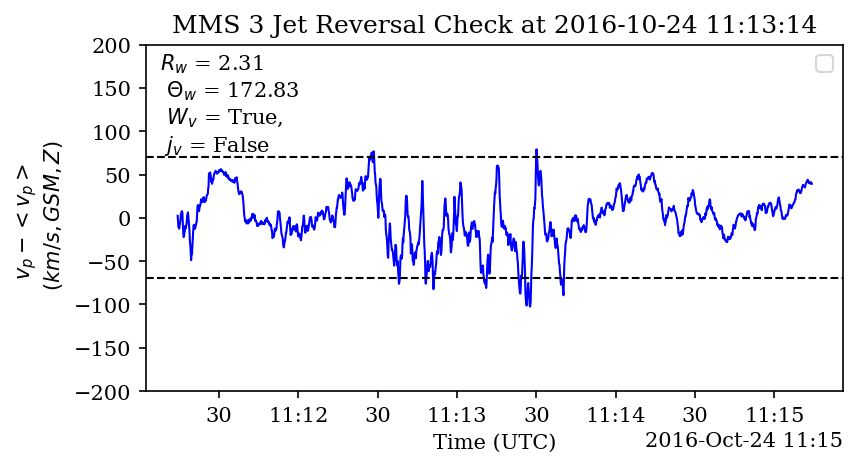 MMS 3 Jet Reversal Check at 2016-10-24 11:13:14
200
150
100
50
0
−50
−100
−150
−200
v_p − < v_p >
(km/s, GSM, Z)
R_w = 2.31
Θ_w = 172.83
W_v = True,
j_v = False
30 11:12 30 11:13 30 11:14 30 11:15
Time (UTC)
2016-Oct-24 11:15